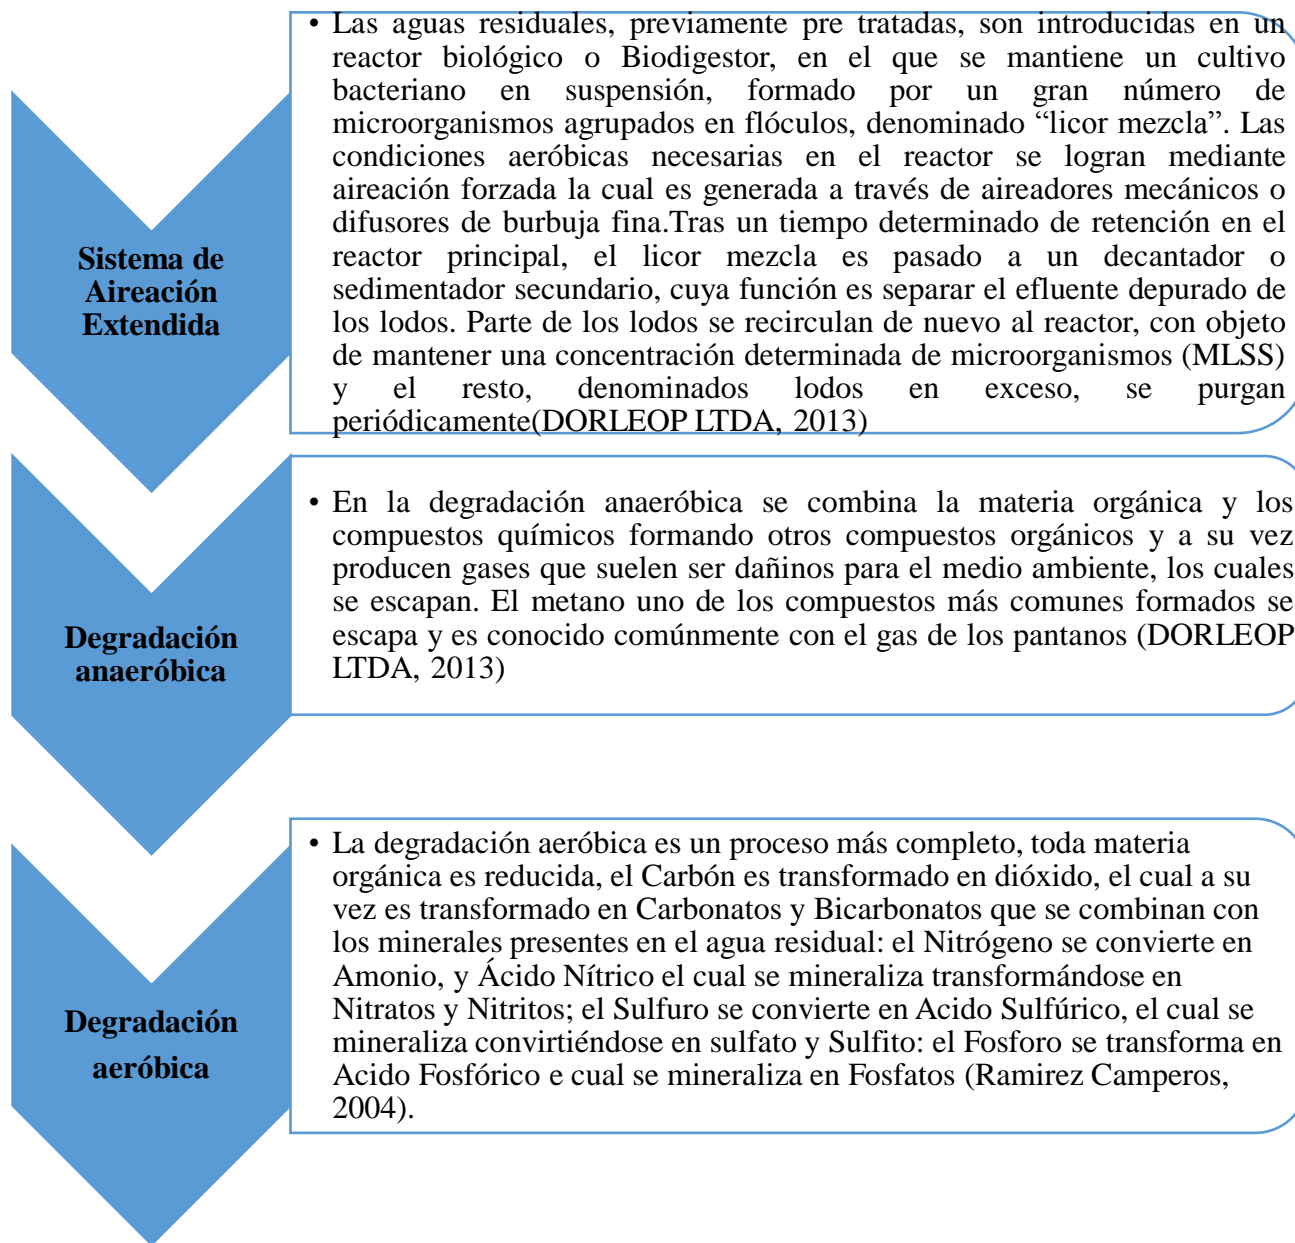 Sistema de
Aireación
Extendida
• Las aguas residuales, previamente pre tratadas, son introducidas en un
reactor biológico o Biodigestor, en el que se mantiene un cultivo
bacteriano en suspensión, formado por un gran número de
microorganismos agrupados en flóculos, denominado “licor mezcla”. Las
condiciones aeróbicas necesarias en el reactor se logran mediante
aireación forzada la cual es generada a través de aireadores mecánicos o
difusores de burbuja fina.Tras un tiempo determinado de retención en el
reactor principal, el licor mezcla es pasado a un decantador o
sedimentador secundario, cuya función es separar el efluente depurado de
los lodos. Parte de los lodos se recirculan de nuevo al reactor, con objeto
de mantener una concentración determinada de microorganismos (MLSS)
y el resto, denominados lodos en exceso, se purgan
periódicamente(DORLEOP LTDA, 2013)
Degradación
anaeróbica
• En la degradación anaeróbica se combina la materia orgánica y los
compuestos químicos formando otros compuestos orgánicos y a su vez
producen gases que suelen ser dañinos para el medio ambiente, los cuales
se escapan. El metano uno de los compuestos más comunes formados se
escapa y es conocido comúnmente con el gas de los pantanos (DORLEOP
LTDA, 2013)
Degradación
aeróbica
• La degradación aeróbica es un proceso más completo, toda materia
orgánica es reducida, el Carbón es transformado en dióxido, el cual a su
vez es transformado en Carbonatos y Bicarbonatos que se combinan con
los minerales presentes en el agua residual: el Nitrógeno se convierte en
Amonio, y Ácido Nítrico el cual se mineraliza transformándose en
Nitratos y Nitritos; el Sulfuro se convierte en Acido Sulfúrico, el cual se
mineraliza convirtiéndose en sulfato y Sulfito: el Fosforo se transforma en
Acido Fosfórico e cual se mineraliza en Fosfatos (Ramirez Camperos,
2004).